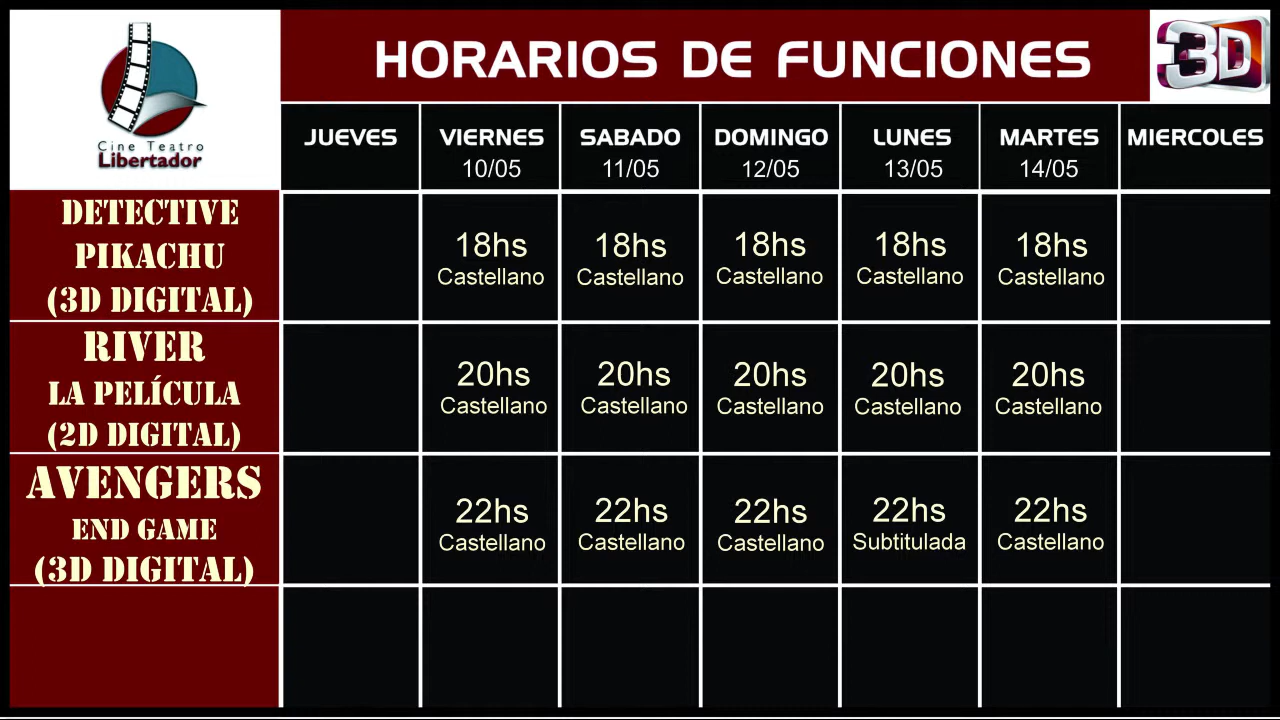 HORARIOS DE FUNCIONES
3D
Cine Teatro
Libertador
JUEVES
VIERNES
10/05
SABADO
11/05
DOMINGO
12/05
LUNES
13/05
MARTES
14/05
MIERCOLES
DETECTIVE
PIKACHU
(3D DIGITAL)
18hs
Castellano
18hs
Castellano
18hs
Castellano
18hs
Castellano
18hs
Castellano
RIVER
LA PELÍCULA
(2D DIGITAL)
20hs
Castellano
20hs
Castellano
20hs
Castellano
20hs
Castellano
20hs
Castellano
AVENGERS
END GAME
(3D DIGITAL)
22hs
Castellano
22hs
Castellano
22hs
Castellano
22hs
Subtitulada
22hs
Castellano